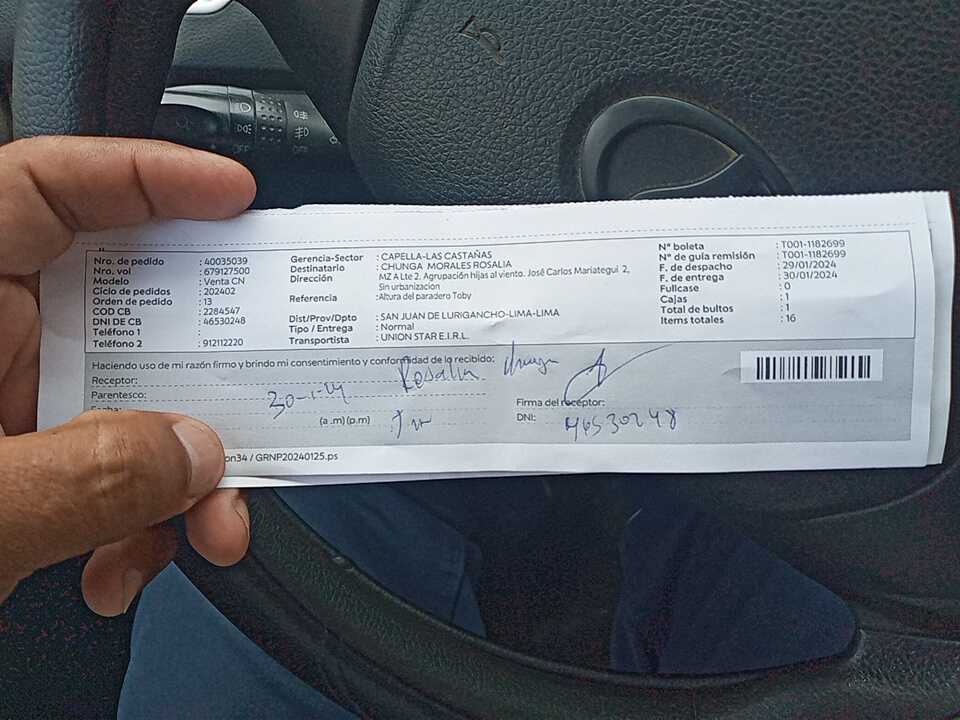 Nro. de pedido : 40035039
Nro. vol : 679127500
Modelo : Venta CN
Ciclo de pedidos : 202402
Orden de pedido : 13
COD CB : 2284547
DNI DE CB : 46530248
Teléfono 1 :
Teléfono 2 : 912112220
Gerencia-Sector : CAPELLA-LAS CASTAÑAS
Destinatario : CHUNGA MORALES ROSALIA
Dirección MZ A Lte 2. Agrupación hijas al viento. José Carlos Mariategui 2,
Sin urbanizacion
Referencia :Altura del paradero Toby
Dist/Prov/Dpto : SAN JUAN DE LURIGANCHO-LIMA-LIMA
Tipo / Entrega : Normal
Transportista : UNION STAR E.I.R.L.
N° boleta : T001-1182699
N° de guía remisión : T001-1182699
F. de despacho : 29/01/2024
F. de entrega : 30/01/2024
Fullcase : 0
Cajas : 1
Total de bultos : 1
Items totales : 16
Haciendo uso de mi razón firmo y brindo mi consentimiento y conformidad de lo recibido:
Receptor: Rosalia Chunga
Parentesco:
30-1-24
(a .m) (p.m)
Firma del receptor:
DNI: 46530248
on34 / GRNP20240125.ps